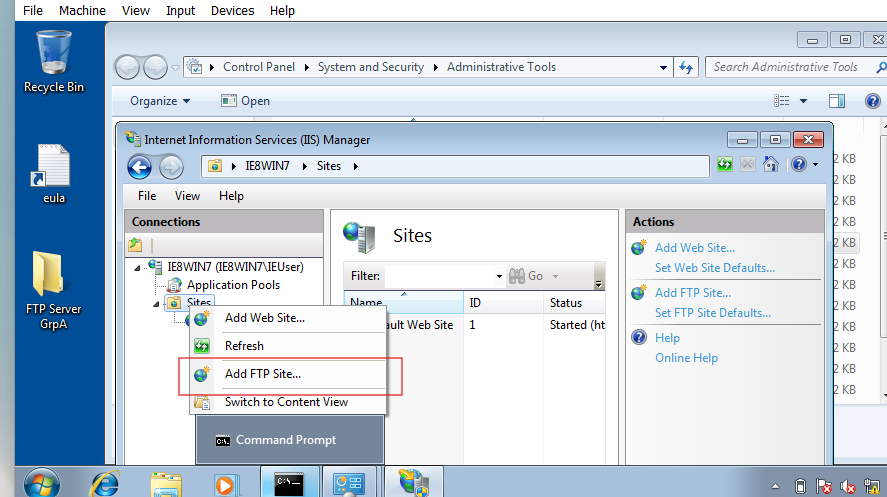 File Machine View Input Devices Help
Recycle Bin
Control Panel System and Security Administrative Tools
Search Administrative Tools
Organize Open
Internet Information Services (IIS) Manager
IE8WIN7 Sites
File View Help
Connections
IE8WIN7 (IE8WIN7\IEUser)
Application Pools
Sites
Add Web Site...
Refresh
Add FTP Site...
Switch to Content View
Command Prompt
Sites
Filter: Go
Name ID Status
ault Web Site 1 Started (ht
Actions
Add Web Site...
Set Web Site Defaults...
Add FTP Site...
Set FTP Site Defaults...
Help
Online Help
2 KB
2 KB
2 KB
2 KB
2 KB
2 KB
2 KB
2 KB
2 KB
2 KB
2 KB
2 KB
eula
FTP Server
GrpA